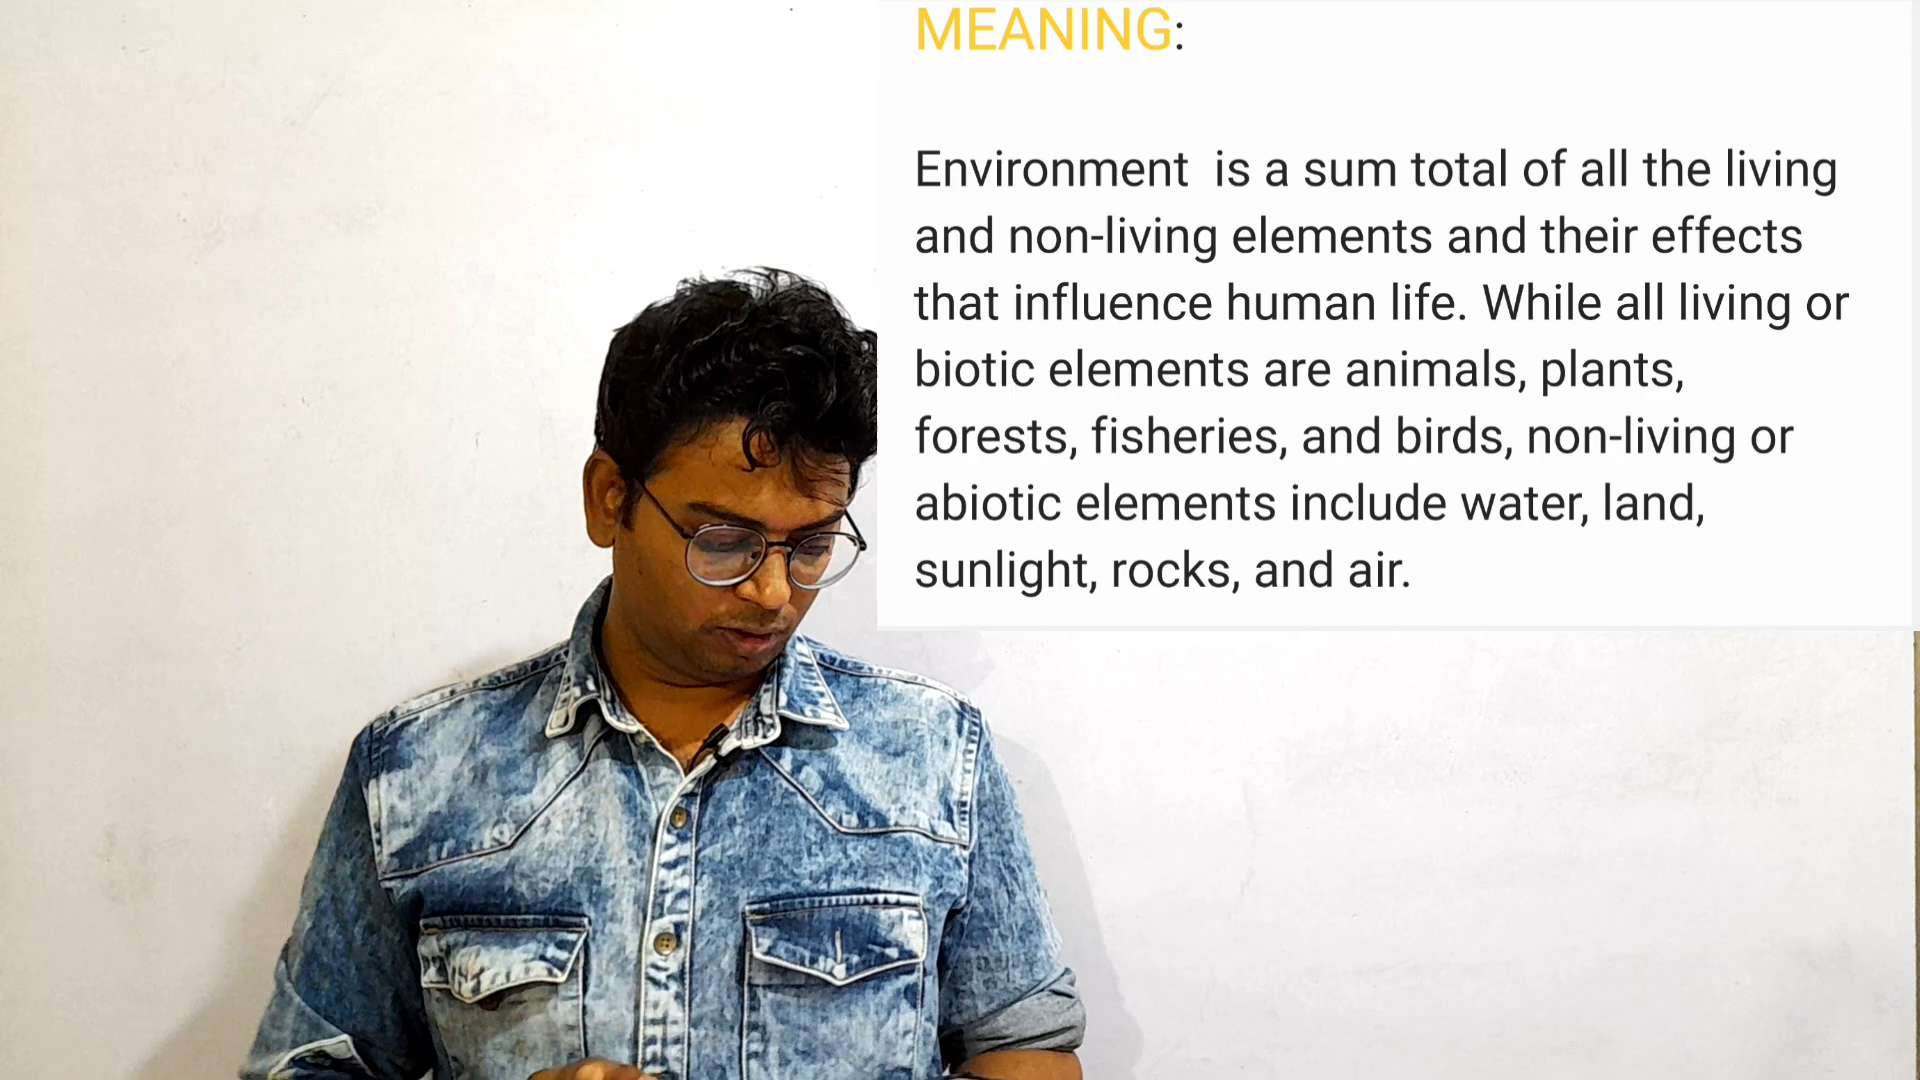 MEANING:
Environment is a sum total of all the living
and non-living elements and their effects
that influence human life. While all living or
biotic elements are animals, plants,
forests, fisheries, and birds, non-living or
abiotic elements include water, land,
sunlight, rocks, and air.